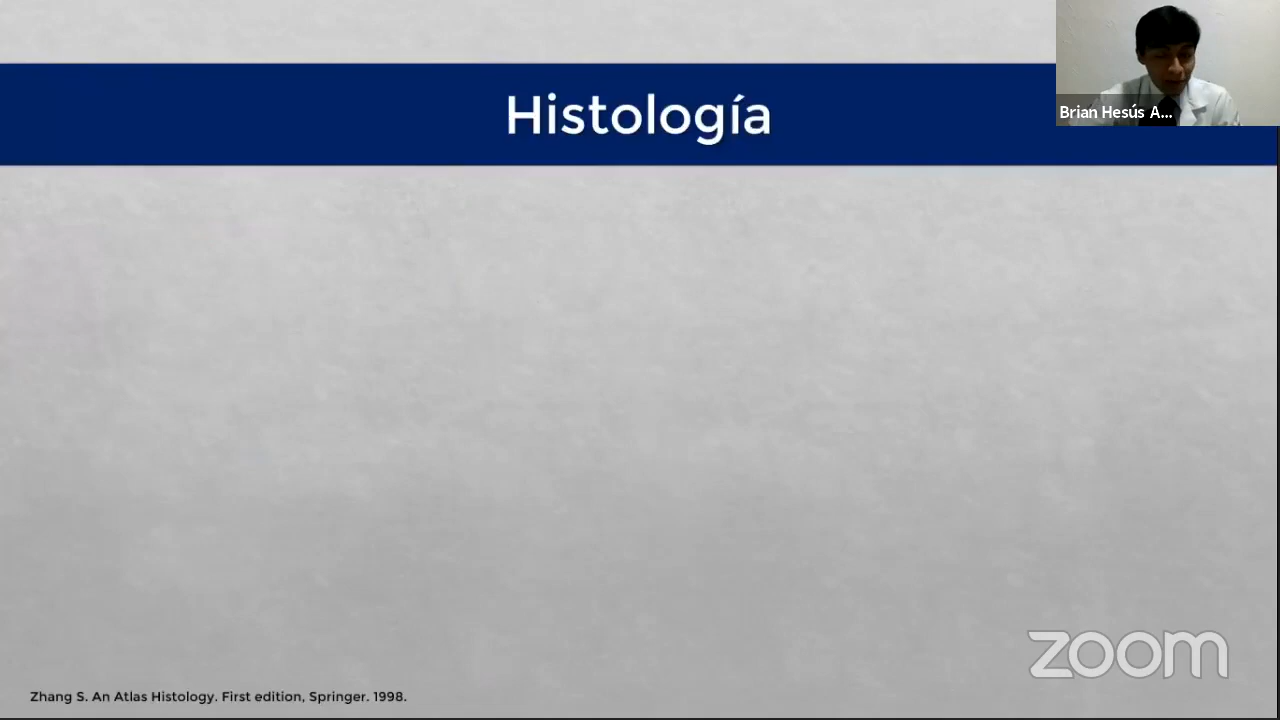 Histología
Brian Hesús A...
zoom
Zhang S. An Atlas Histology. First edition, Springer. 1998.